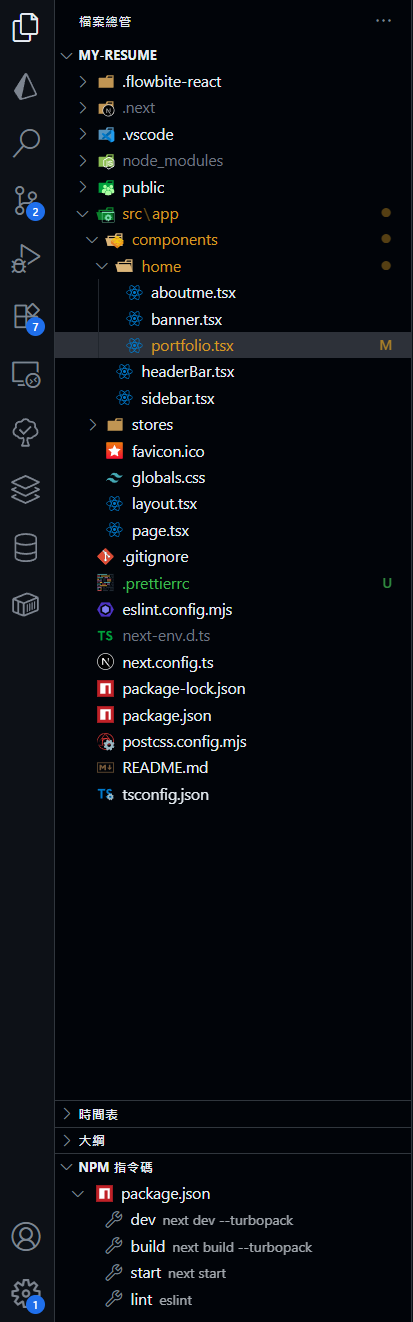 檔案總管 ···
MY-RESUME
.flowbite-react
.next
.vscode
node_modules
public
src\app
components
home
aboutme.tsx
banner.tsx
portfolio.tsx M
headerBar.tsx
sidebar.tsx
stores
favicon.ico
globals.css
layout.tsx
page.tsx
.gitignore
.prettierrc U
eslint.config.mjs
TS next-env.d.ts
N next.config.ts
package-lock.json
package.json
postcss.config.mjs
README.md
TS tsconfig.json
2
7
時間表
大綱
NPM 指令碼
package.json
dev next dev --turbopack
build next build --turbopack
start next start
lint eslint
1